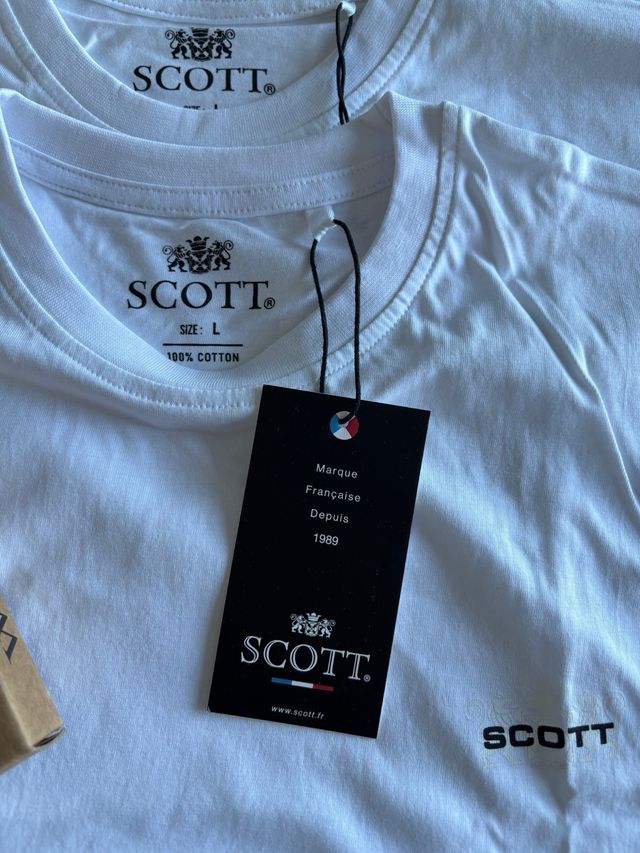 SCOTT®
SCOTT®
SIZE: L
100% COTTON
Marque
Française
Depuis
1989
SCOTT®
www.scott.fr
SCOTT